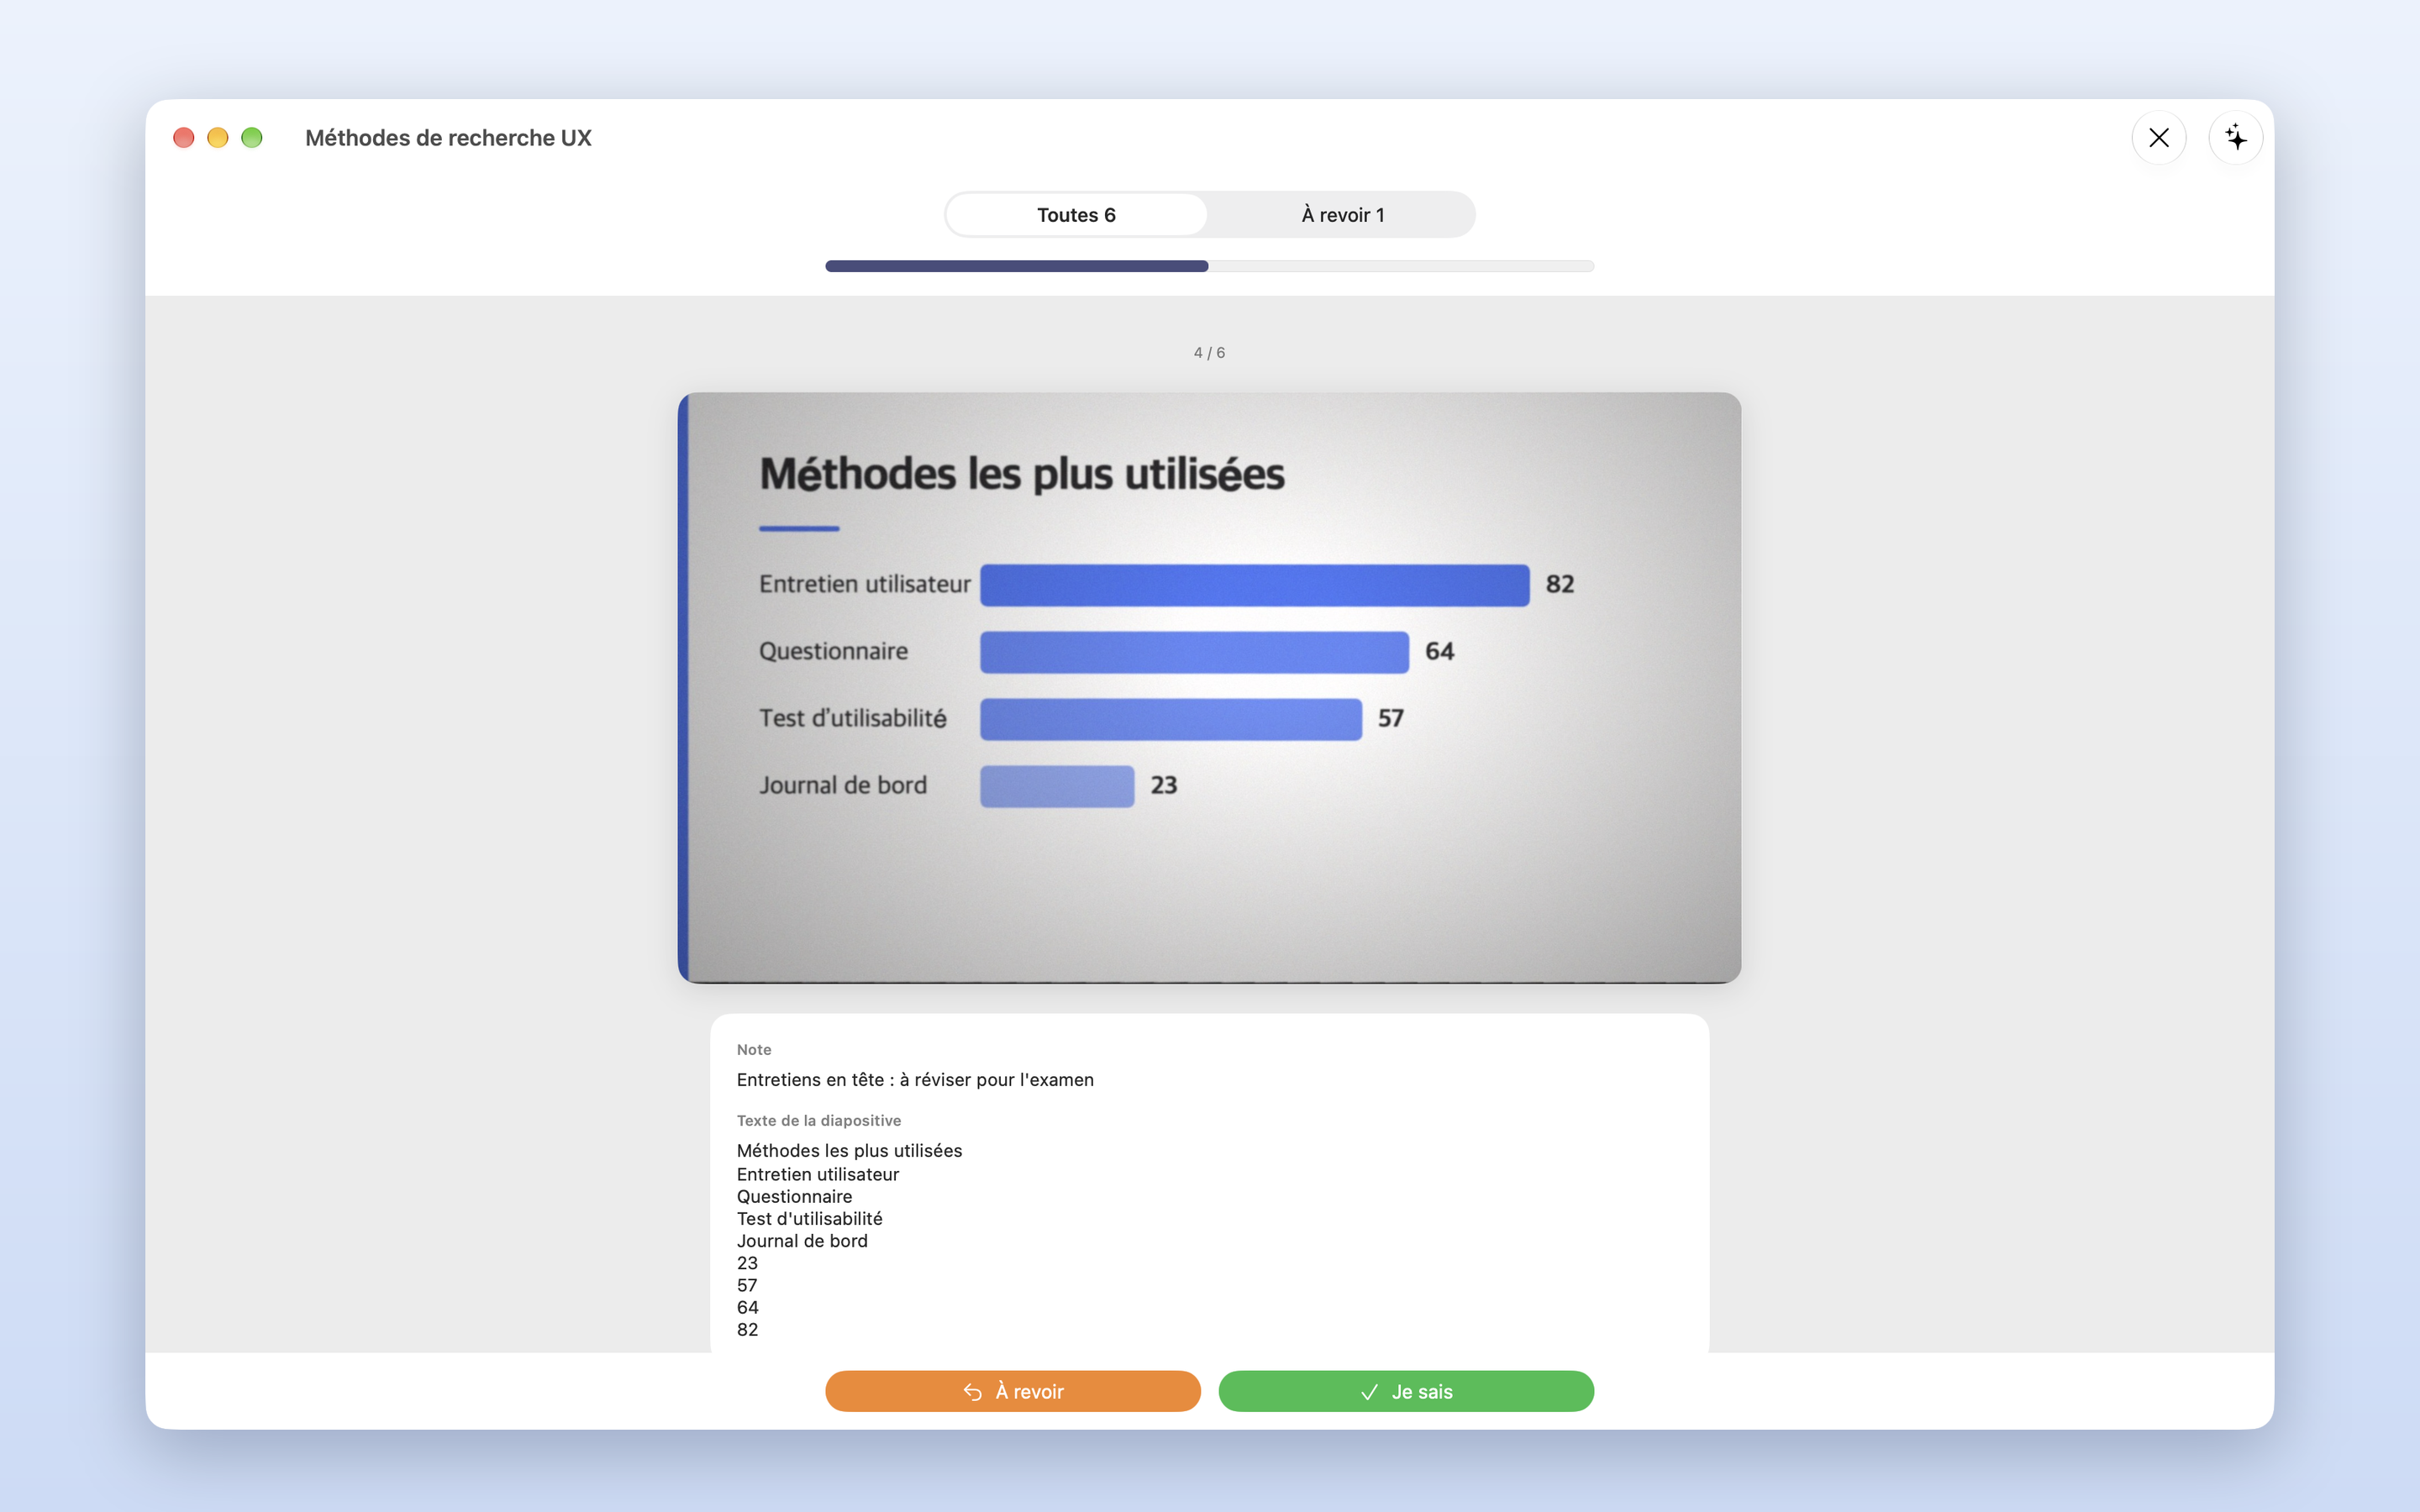 Méthodes de recherche UX
Toutes 6
À revoir 1
4 / 6
Méthodes les plus utilisées
Entretien utilisateur 82
Questionnaire 64
Test d’utilisabilité 57
Journal de bord 23
Note
Entretiens en tête : à réviser pour l'examen
Texte de la diapositive
Méthodes les plus utilisées
Entretien utilisateur
Questionnaire
Test d'utilisabilité
Journal de bord
23
57
64
82
À revoir
Je sais